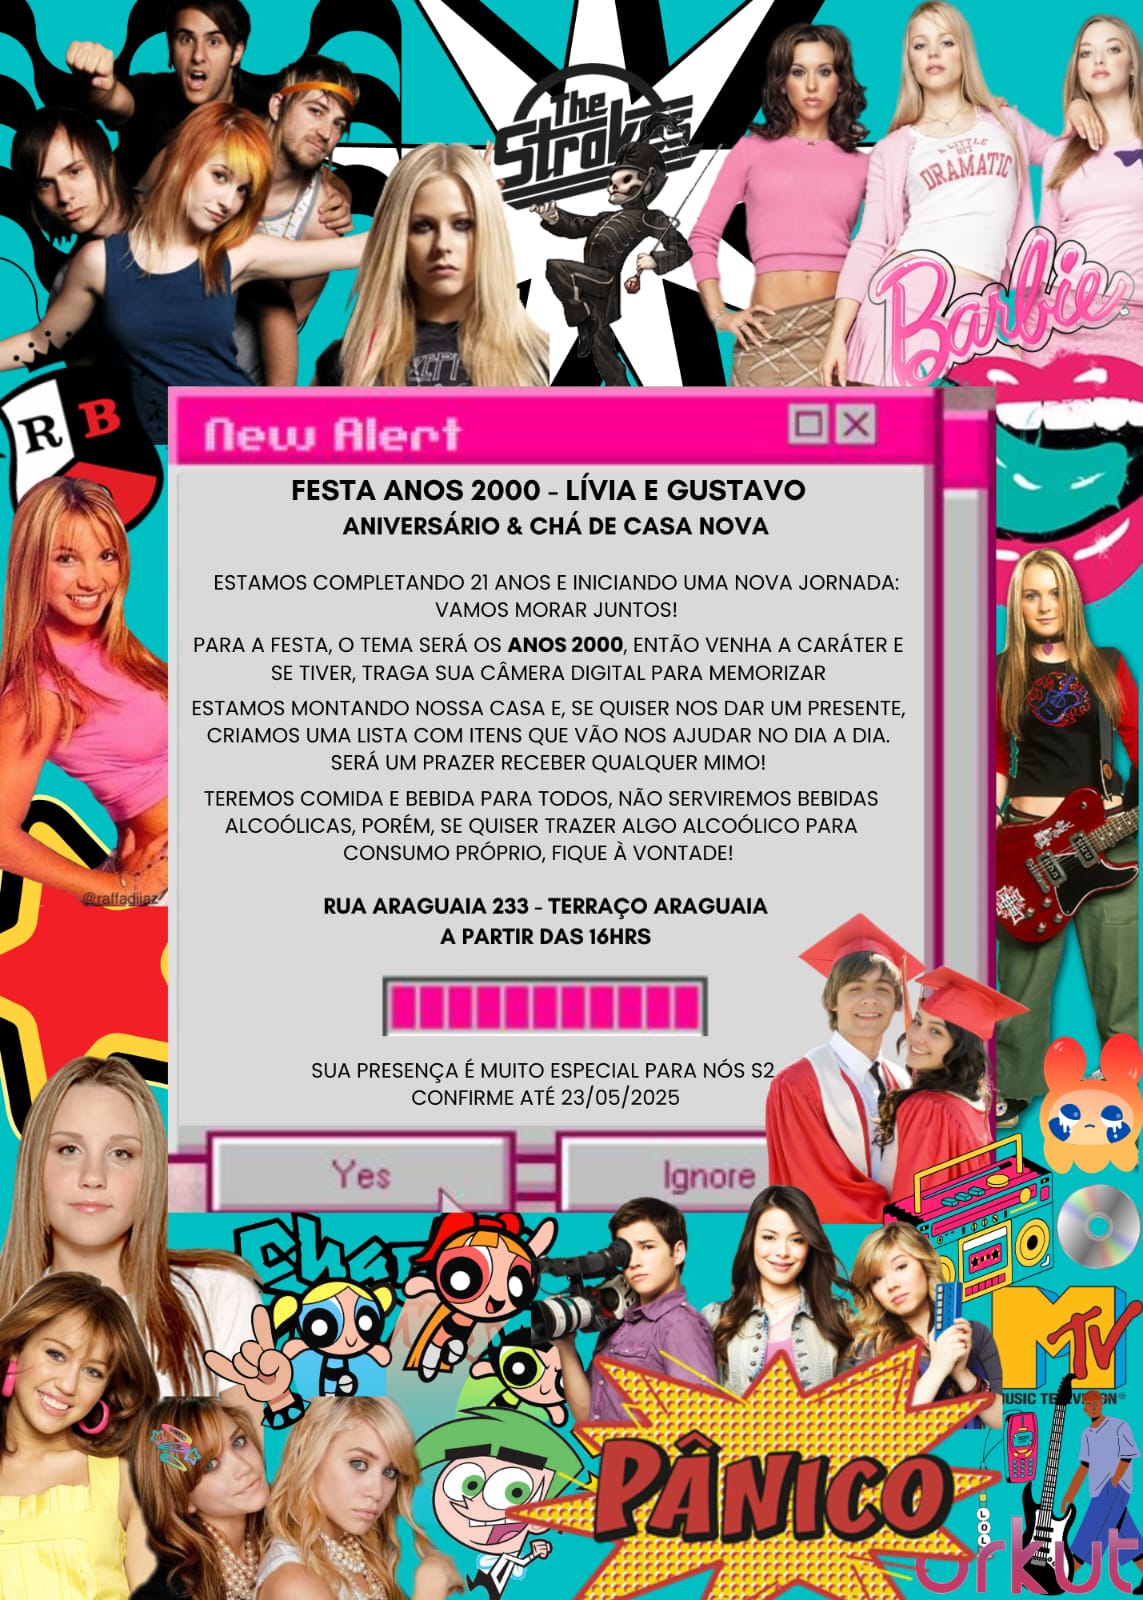 The
Strokes
A LITTLE
BIT
DRAMATIC
Barbie
R B
New Alert
FESTA ANOS 2000 - LÍVIA E GUSTAVO
ANIVERSÁRIO & CHÁ DE CASA NOVA
ESTAMOS COMPLETANDO 21 ANOS E INICIANDO UMA NOVA JORNADA:
VAMOS MORAR JUNTOS!
PARA A FESTA, O TEMA SERÁ OS ANOS 2000, ENTÃO VENHA A CARÁTER E
SE TIVER, TRAGA SUA CÂMERA DIGITAL PARA MEMORIZAR
ESTAMOS MONTANDO NOSSA CASA E, SE QUISER NOS DAR UM PRESENTE,
CRIAMOS UMA LISTA COM ITENS QUE VÃO NOS AJUDAR NO DIA A DIA.
SERÁ UM PRAZER RECEBER QUALQUER MIMO!
TEREMOS COMIDA E BEBIDA PARA TODOS, NÃO SERVIREMOS BEBIDAS
ALCOÓLICAS, PORÉM, SE QUISER TRAZER ALGO ALCOÓLICO PARA
CONSUMO PRÓPRIO, FIQUE À VONTADE!
@raffadiiaz
RUA ARAGUAIA 233 - TERRAÇO ARAGUAIA
A PARTIR DAS 16HRS
SUA PRESENÇA É MUITO ESPECIAL PARA NÓS S2
CONFIRME ATÉ 23/05/2025
Yes
Ignore
MTV
MUSIC TELEVISION®
PÂNICO
LOL
orkut